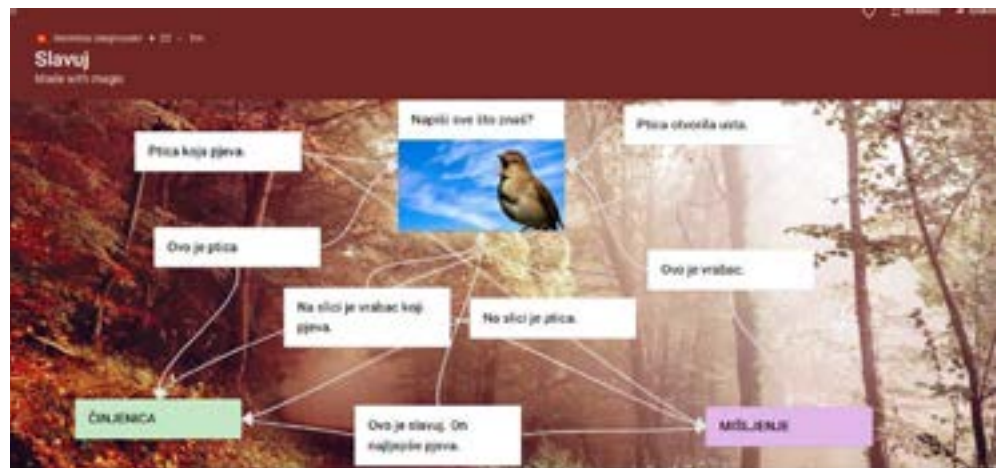 Slavuj
Made with magic
Napiši sve što znaš?
Ptica otvorila usta.
Ptica koja pjeva.
Ovo je ptica
Ovo je vrabac.
Na slici je vrabac koji
pjeva.
Na slici je ptica.
ČINJENICA
Ovo je slavuj. On
najljepše pjeva.
MIŠLJENJE